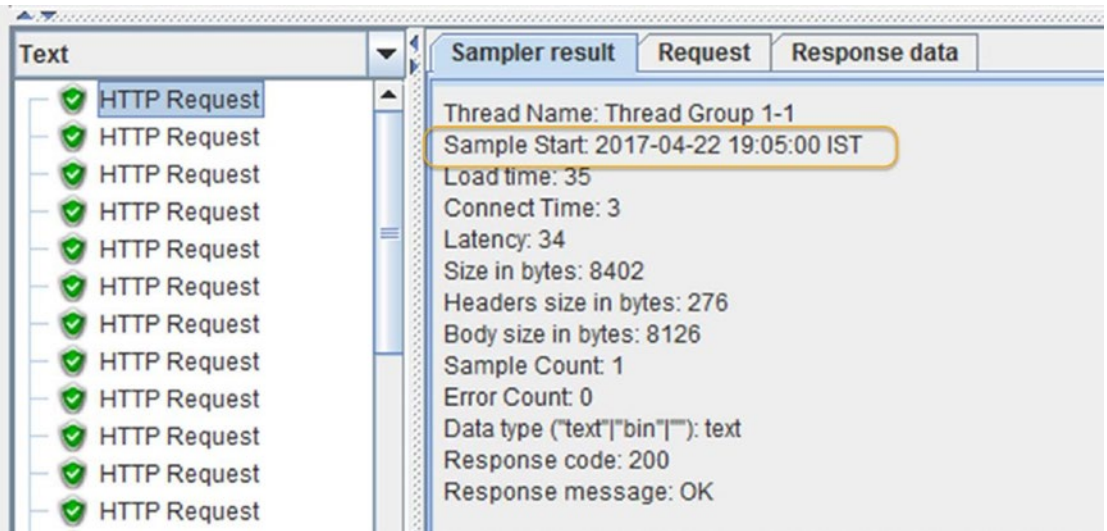 Text
HTTP Request
HTTP Request
HTTP Request
HTTP Request
HTTP Request
HTTP Request
HTTP Request
HTTP Request
HTTP Request
HTTP Request
HTTP Request
HTTP Request
Sampler result Request Response data
Thread Name: Thread Group 1-1
Sample Start: 2017-04-22 19:05:00 IST
Load time: 35
Connect Time: 3
Latency: 34
Size in bytes: 8402
Headers size in bytes: 276
Body size in bytes: 8126
Sample Count: 1
Error Count: 0
Data type ("text"|"bin"|""): text
Response code: 200
Response message: OK